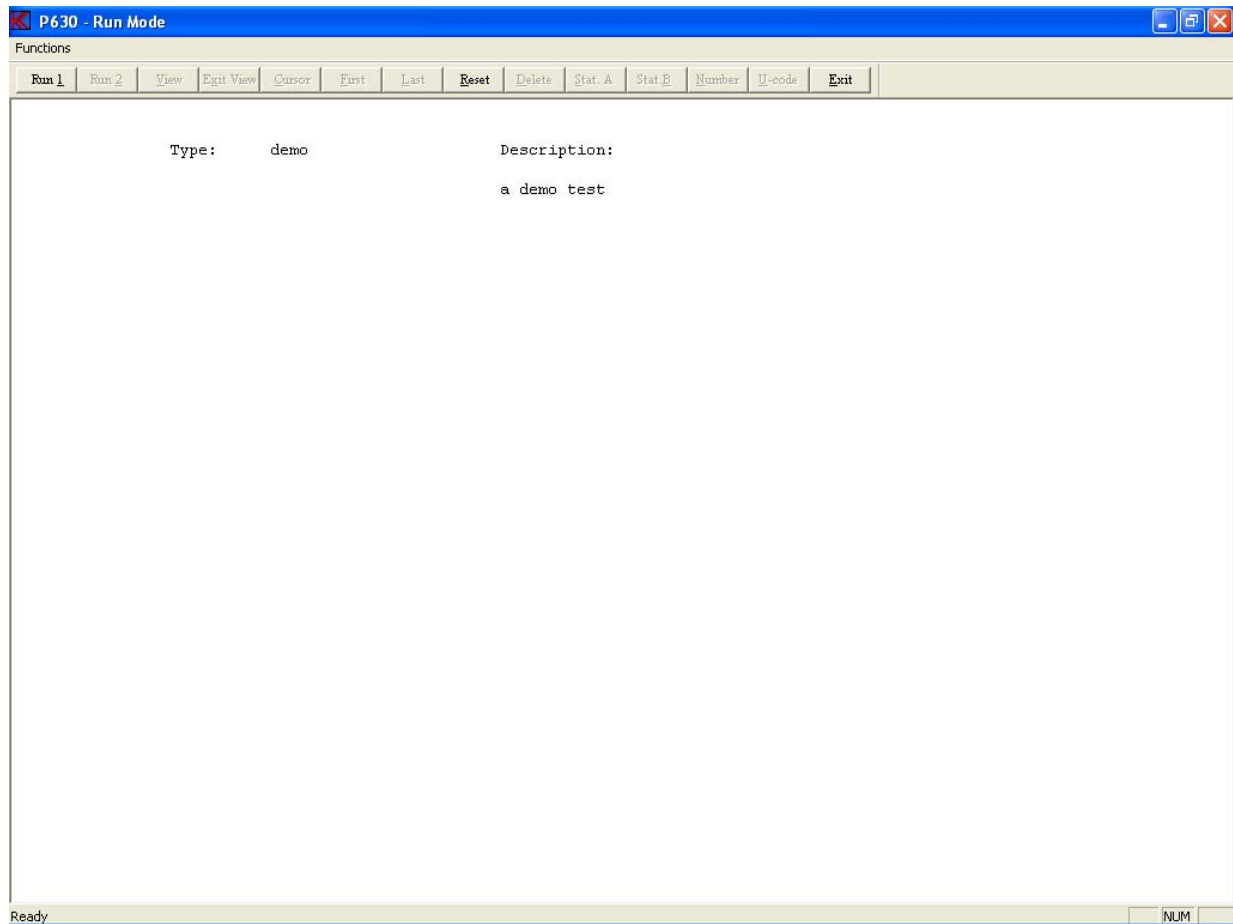 P630 - Run Mode
Functions
Run 1 Run 2 View Exit View Cursor First Last Reset Delete Stat. A Stat.B Number U-code Exit
Type: demo Description:
a demo test
Ready NUM